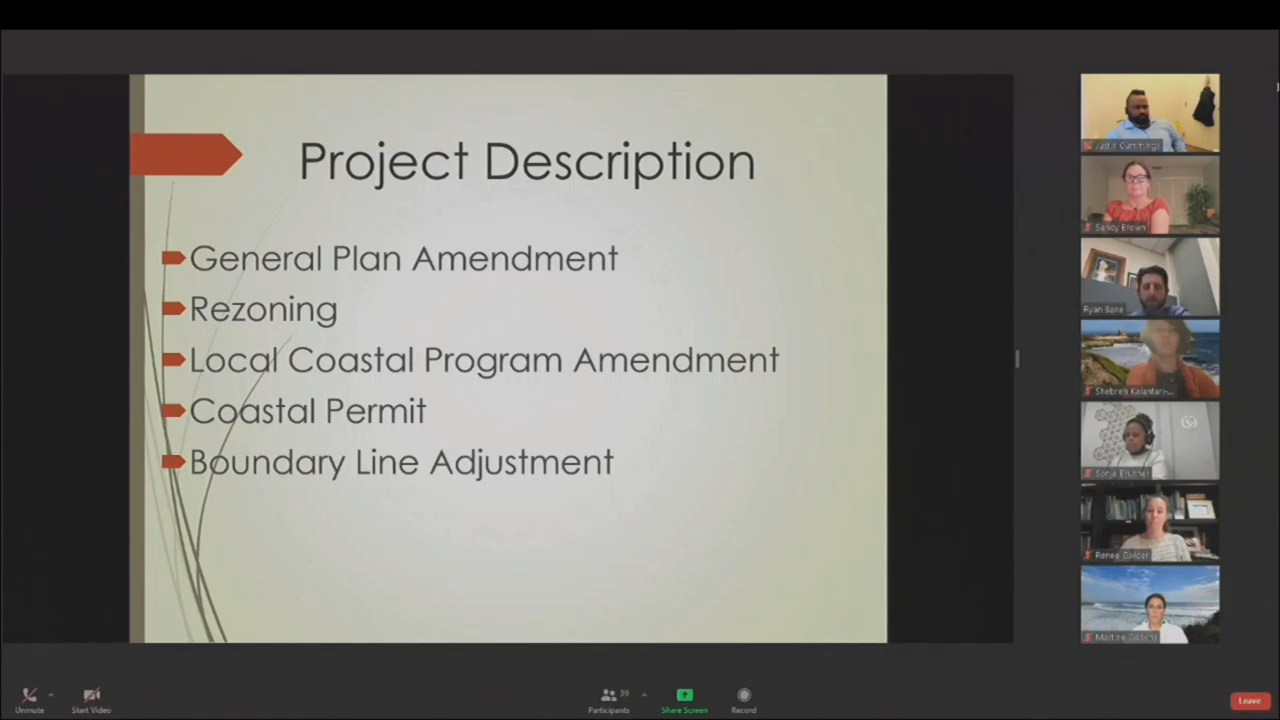 Project Description
General Plan Amendment
Rezoning
Local Coastal Program Amendment
Coastal Permit
Boundary Line Adjustment
Justin Cummings
Sandy Brown
Ryan Bane
Shebreh Kalantari-...
Sonja Brunner
Renee Golder
Martine Watkins
Unmute
Start Video
39
Participants
Share Screen
Record
Leave